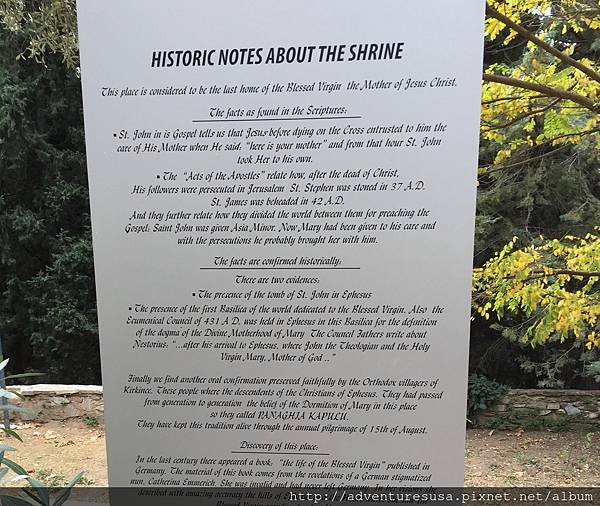 HISTORIC NOTES ABOUT THE SHRINE
This place is considered to be the last home of the Blessed Virgin the Mother of Jesus Christ.
The facts as found in the Scriptures:
• St. John in is Gospel tells us that Jesus before dying on the Cross entrusted to him the
care of His Mother when He said: "here is your mother" and from that hour St. John
took Her to his own.
• The "Acts of the Apostles" relate how, after the dead of Christ,
His followers were persecuted in Jerusalem St. Stephen was stoned in 37 A.D.
St. James was beheaded in 42 A.D.
And they further relate how they divided the world between them for preaching the
Gospel: Saint John was given Asia Minor. Now Mary had been given to his care and
with the persecutions he probably brought her with him.
The facts are confirmed historically:
There are two evidences:
• The precence of the tomb of St. John in Ephesus
• The presence of the first Basilica of the world dedicated to the Blessed Virgin. Also the
Ecumenical Council of 431 A.D. was held in Ephesus in this Basilica for the definition
of the dogma of the Divine Motherhood of Mary The Council Fathers write about
Nestorius: "...after his arrival to Ephesus, where John the Theologian and the Holy
Virgin Mary, Mother of God .."
Finally we find another oral confirmation preserved faithfully by the Orthodox villagers of
Kirkince. These people where the descendents of the Christians of Ephesus. They had passed
from generation to generation the belief of the Dormition of Mary in this place
so they called PANAGHIA KAPULU.
They have kept this tradition alive through the annual pilgrimage of 15th of August.
Discovery of this place:
In the last century there appeared a book: "the life of the Blessed Virgin" published in
Germany. The material of this book comes from the revelations of a German stigmatized
nun, Catherina Emmerich. She was invalid and had never left Germany. In her
described with amazing accuracy the hills of
http://adventuresusa.pixnet.net/album